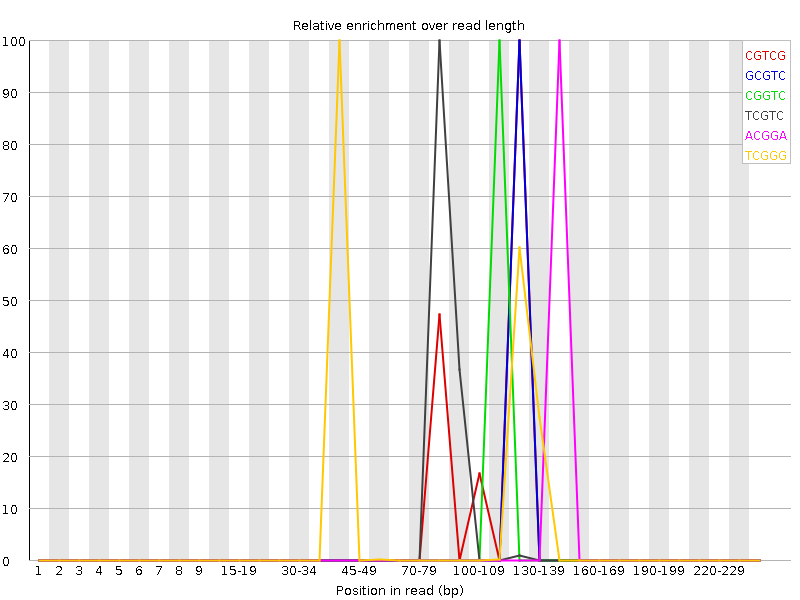 Relative enrichment over read length
100
90
80
70
60
50
40
30
20
10
0
CGTCG
GCGTC
CGGTC
TCGTC
ACGGA
TCGGG
1 2 3 4 5 6 7 8 9 15-19 30-34 45-49 70-79 100-109 130-139 160-169 190-199 220-229
Position in read (bp)